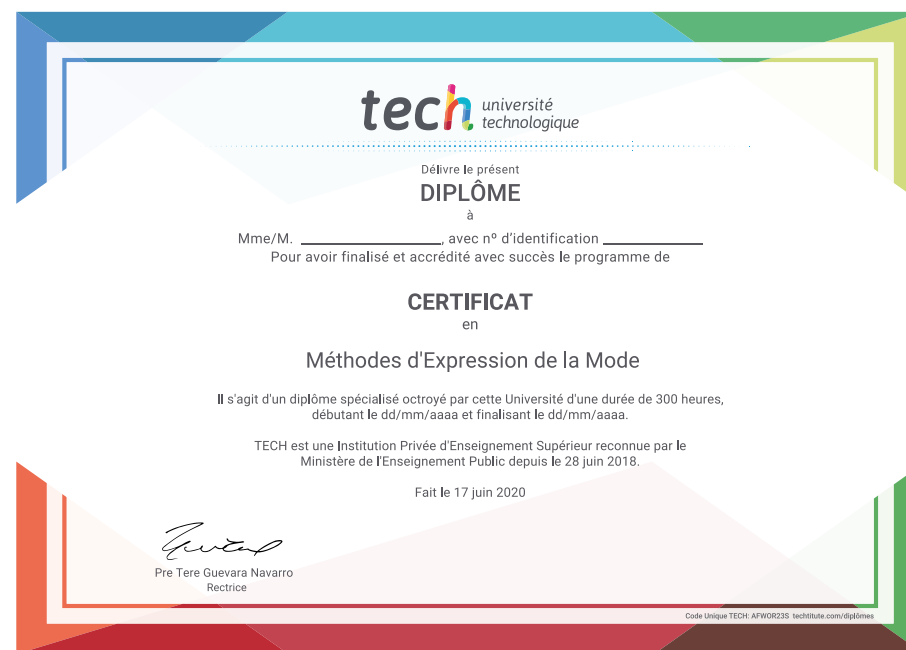 tech université
technologique
Délivre le présent
DIPLÔME
à
Mme/M. ____________________, avec nº d'identification ______________
Pour avoir finalisé et accrédité avec succès le programme de
CERTIFICAT
en
Méthodes d'Expression de la Mode
Il s'agit d'un diplôme spécialisé octroyé par cette Université d'une durée de 300 heures,
débutant le dd/mm/aaaa et finalisant le dd/mm/aaaa.
TECH est une Institution Privée d'Enseignement Supérieur reconnue par le
Ministère de l'Enseignement Public depuis le 28 juin 2018.
Fait le 17 juin 2020
Pre Tere Guevara Navarro
Rectrice
Code Unique TECH: AFWOR23S techtitute.com/diplômes